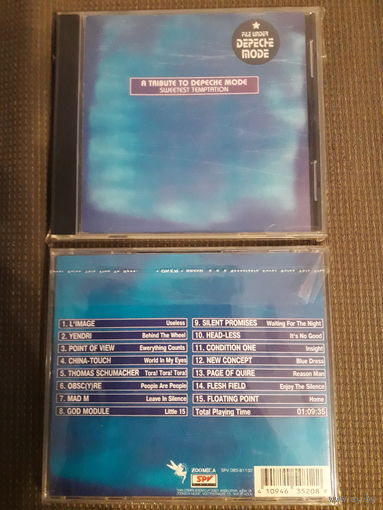 ★ FILE UNDER
DEPECHE
MODE
A TRIBUTE TO DEPECHE MODE
SWEETEST TEMPTATION
1. L'IMAGE Useless
2. YENDRI Behind The Wheel
3. POINT OF VIEW Everything Counts
4. CHINA-TOUCH World In My Eyes
5. THOMAS SCHUMACHER Tora! Tora! Tora!
6. OBSC(Y)RE People Are People
7. MAD M Leave In Silence
8. GOD MODULE Little 15
9. SILENT PROMISES Waiting For The Night
10. HEAD-LESS It's No Good
11. CONDITION ONE Insight
12. NEW CONCEPT Blue Dress
13. PAGE OF QUIRE Reason Man
14. FLESH FIELD Enjoy The Silence
15. FLOATING POINT Home
Total Playing Time 01:09:35
ZOOMICA
SPV
4 10946 35208